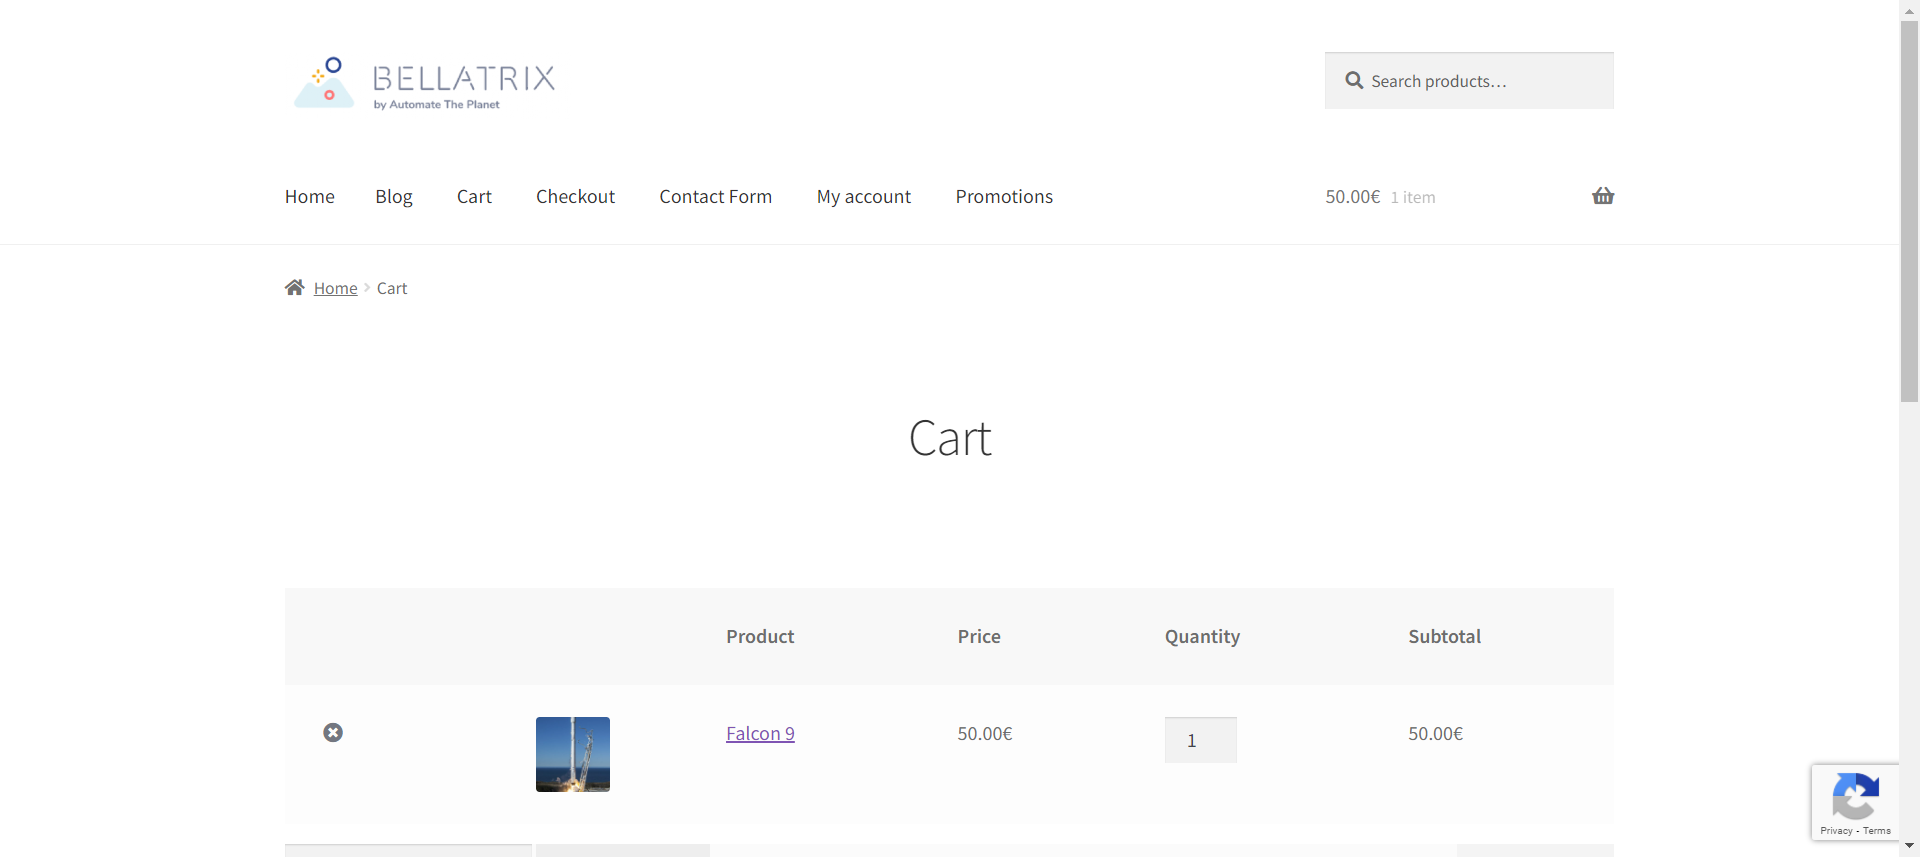 BELLATRIX
by Automate The Planet
Search products…
Home Blog Cart Checkout Contact Form My account Promotions
50.00€ 1 item
Home Cart
Cart
Product Price Quantity Subtotal
Falcon 9 50.00€ 1 50.00€
Privacy - Terms